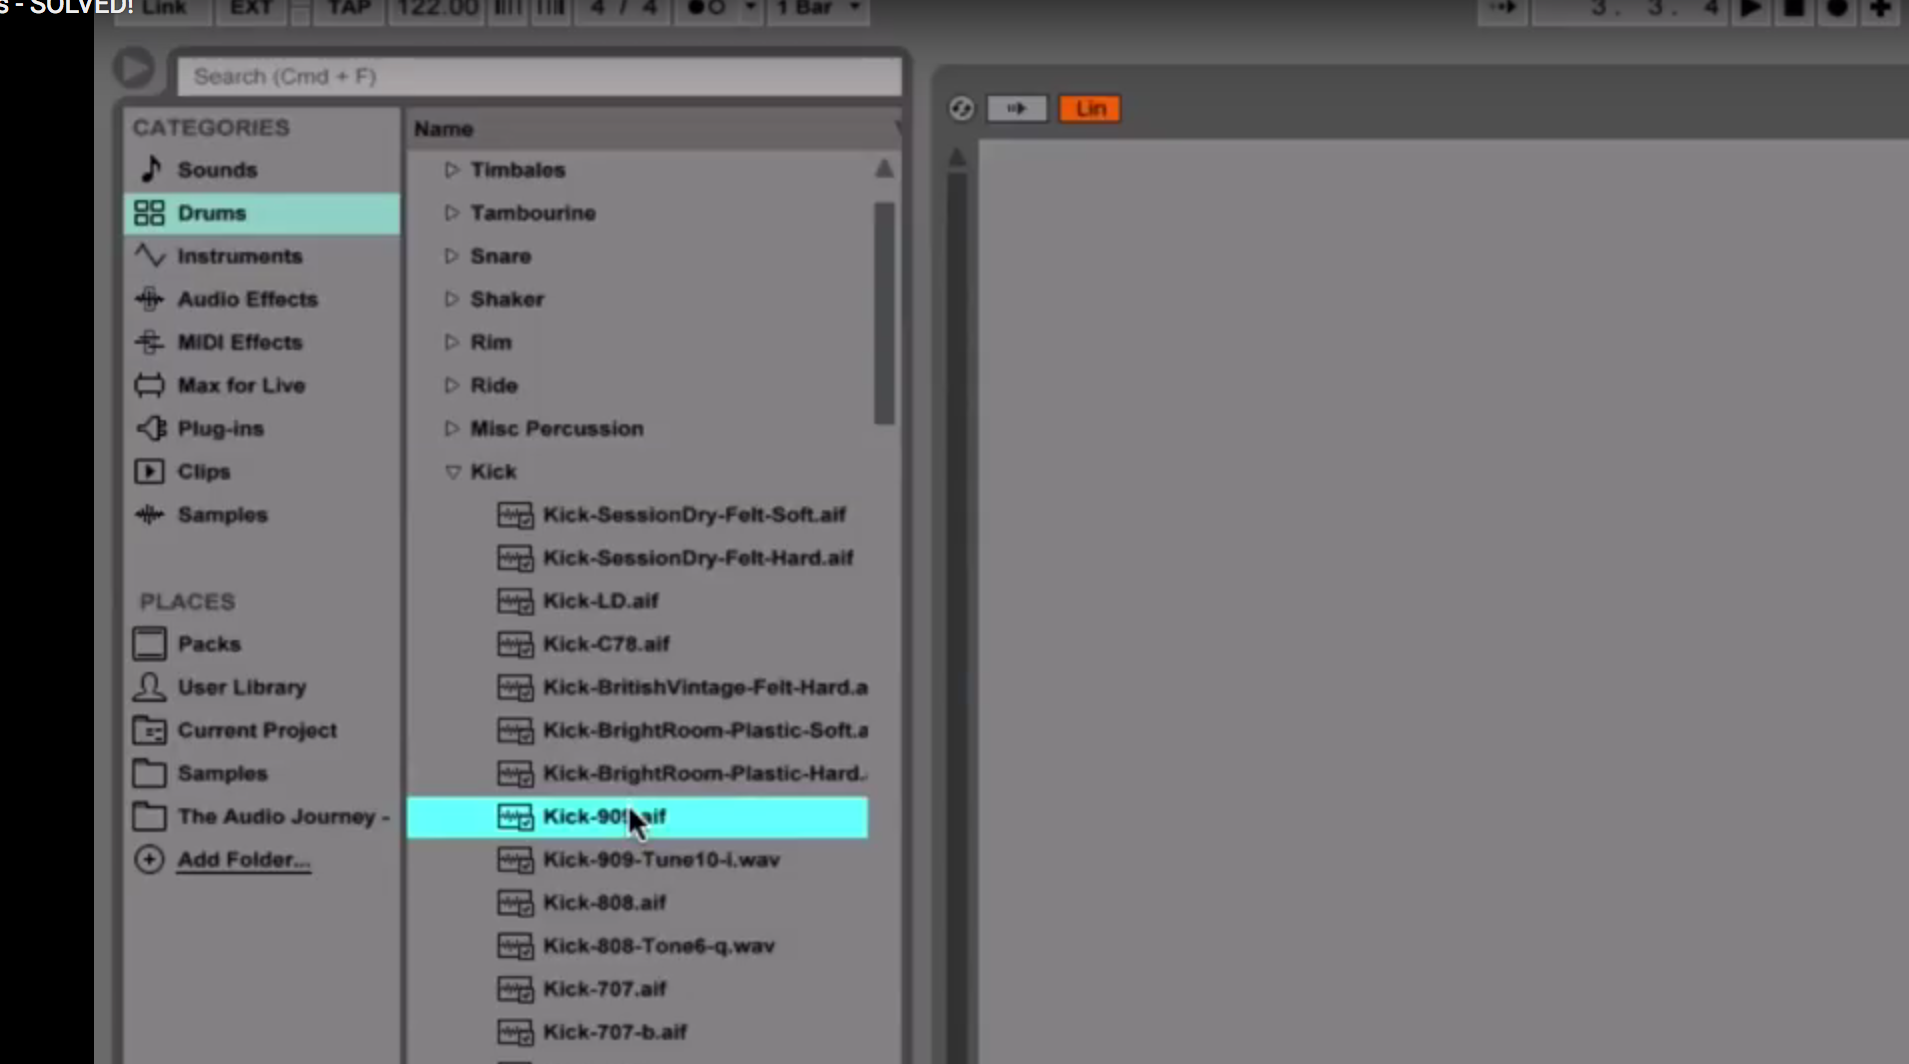 s - SOLVED!
Link EXT TAP 122.00 4 / 4 1 Bar 3. 3. 4
Search (Cmd + F)
Lin
CATEGORIES
Sounds
Drums
Instruments
Audio Effects
MIDI Effects
Max for Live
Plug-ins
Clips
Samples
PLACES
Packs
User Library
Current Project
Samples
The Audio Journey -
Add Folder...
Name
Timbales
Tambourine
Snare
Shaker
Rim
Ride
Misc Percussion
Kick
Kick-SessionDry-Felt-Soft.aif
Kick-SessionDry-Felt-Hard.aif
Kick-LD.aif
Kick-C78.aif
Kick-BritishVintage-Felt-Hard.a
Kick-BrightRoom-Plastic-Soft.a
Kick-BrightRoom-Plastic-Hard.
Kick-909.aif
Kick-909-Tune10-i.wav
Kick-808.aif
Kick-808-Tone6-q.wav
Kick-707.aif
Kick-707-b.aif